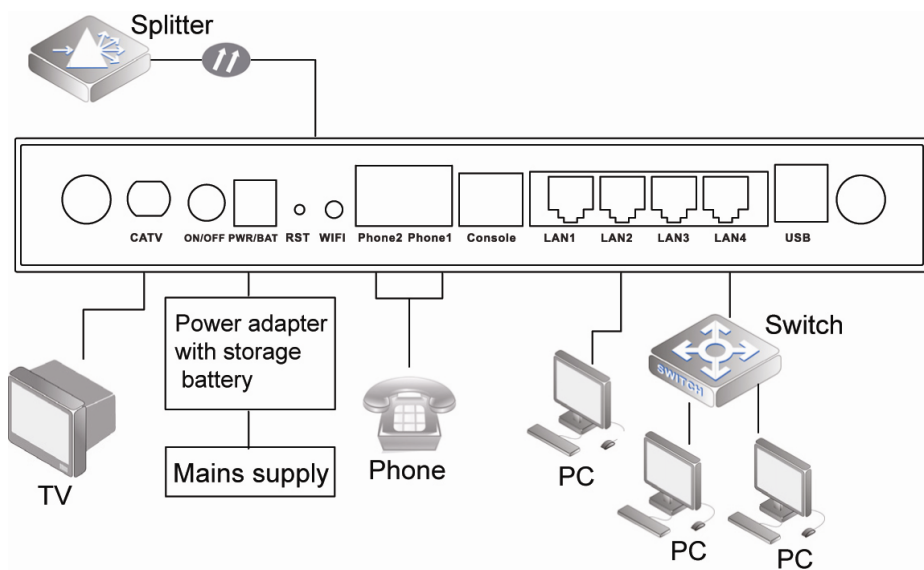 Splitter
CATV ON/OFF PWR/BAT RST WIFI Phone2 Phone1 Console LAN1 LAN2 LAN3 LAN4 USB
Power adapter
with storage
battery
Mains supply
TV
Phone
PC
Switch
SWITCH
PC
PC